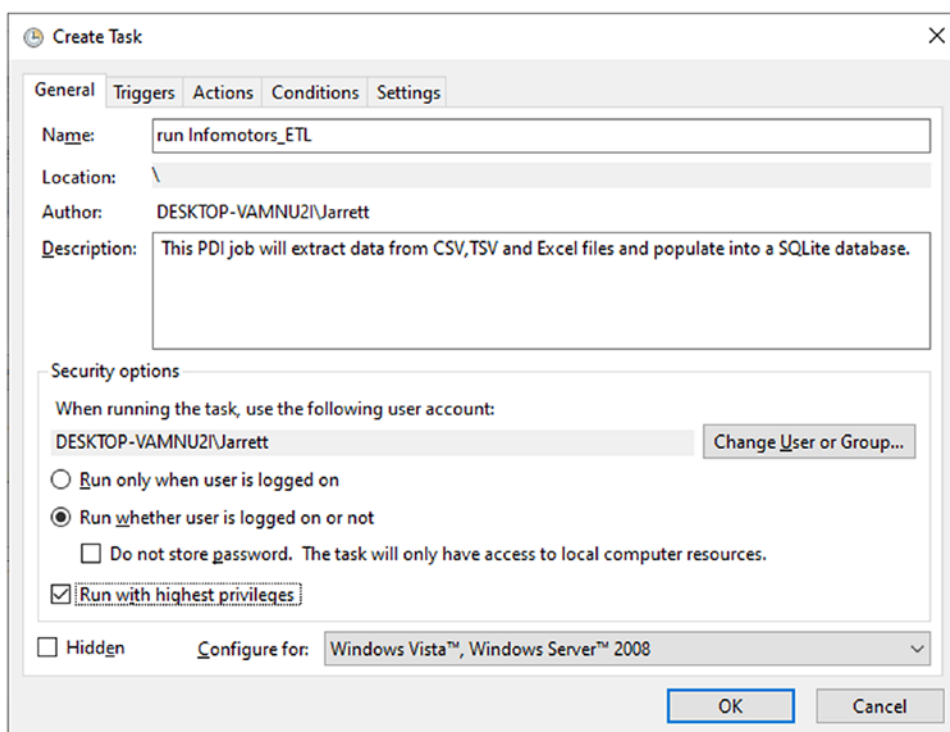 Create Task
General Triggers Actions Conditions Settings
Name: run Infomotors_ETL
Location: \
Author: DESKTOP-VAMNU2I\Jarrett
Description: This PDI job will extract data from CSV,TSV and Excel files and populate into a SQLite database.
Security options
When running the task, use the following user account:
DESKTOP-VAMNU2I\Jarrett Change User or Group...
Run only when user is logged on
Run whether user is logged on or not
Do not store password. The task will only have access to local computer resources.
Run with highest privileges
Hidden Configure for: Windows Vista™, Windows Server™ 2008
OK Cancel